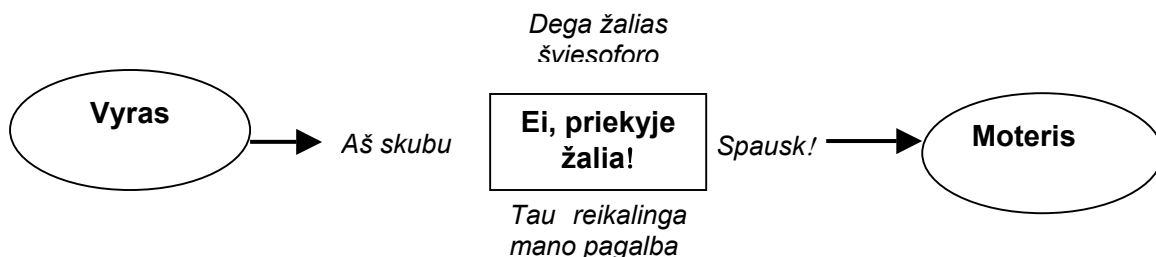 Dega žalias
šviesoforo
Vyras
Aš skubu
Ei, priekyje
žalia!
Spausk!
Moteris
Tau reikalinga
mano pagalba